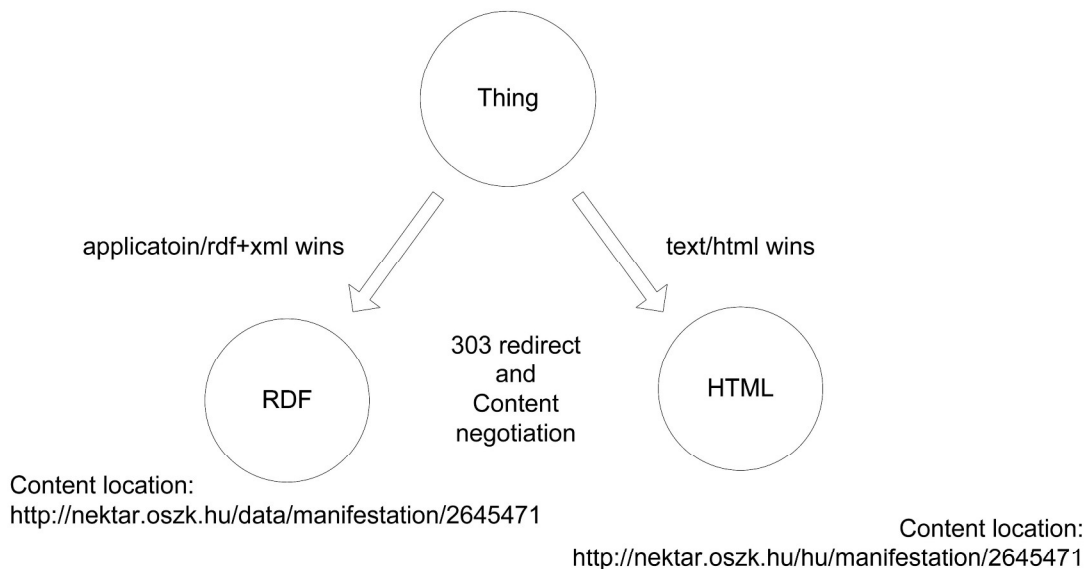 Thing
applicatoin/rdf+xml wins
text/html wins
303 redirect
and
Content
negotiation
RDF
HTML
Content location:
http://nektar.oszk.hu/data/manifestation/2645471
Content location:
http://nektar.oszk.hu/hu/manifestation/2645471